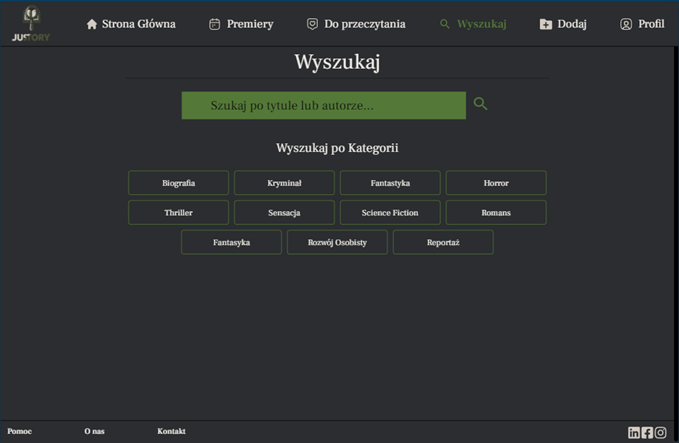 JUSTORY
Strona Główna Premiery Do przeczytania Wyszukaj Dodaj Profil
Wyszukaj
Szukaj po tytule lub autorze...
Wyszukaj po Kategorii
Biografia Kryminał Fantastyka Horror
Thriller Sensacja Science Fiction Romans
Fantasyka Rozwój Osobisty Reportaż
Pomoc O nas Kontakt